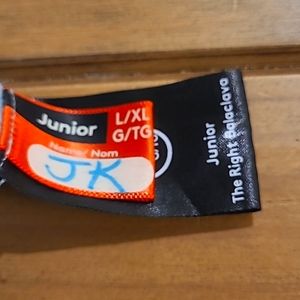 Junior
L/XL
G/TG
Name/ Nom
JK
Junior
The Right Balaclava